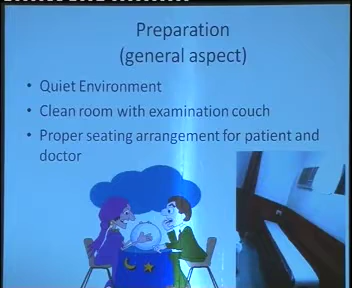 Preparation
(general aspect)
• Quiet Environment
• Clean room with examination couch
• Proper seating arrangement for patient and
doctor